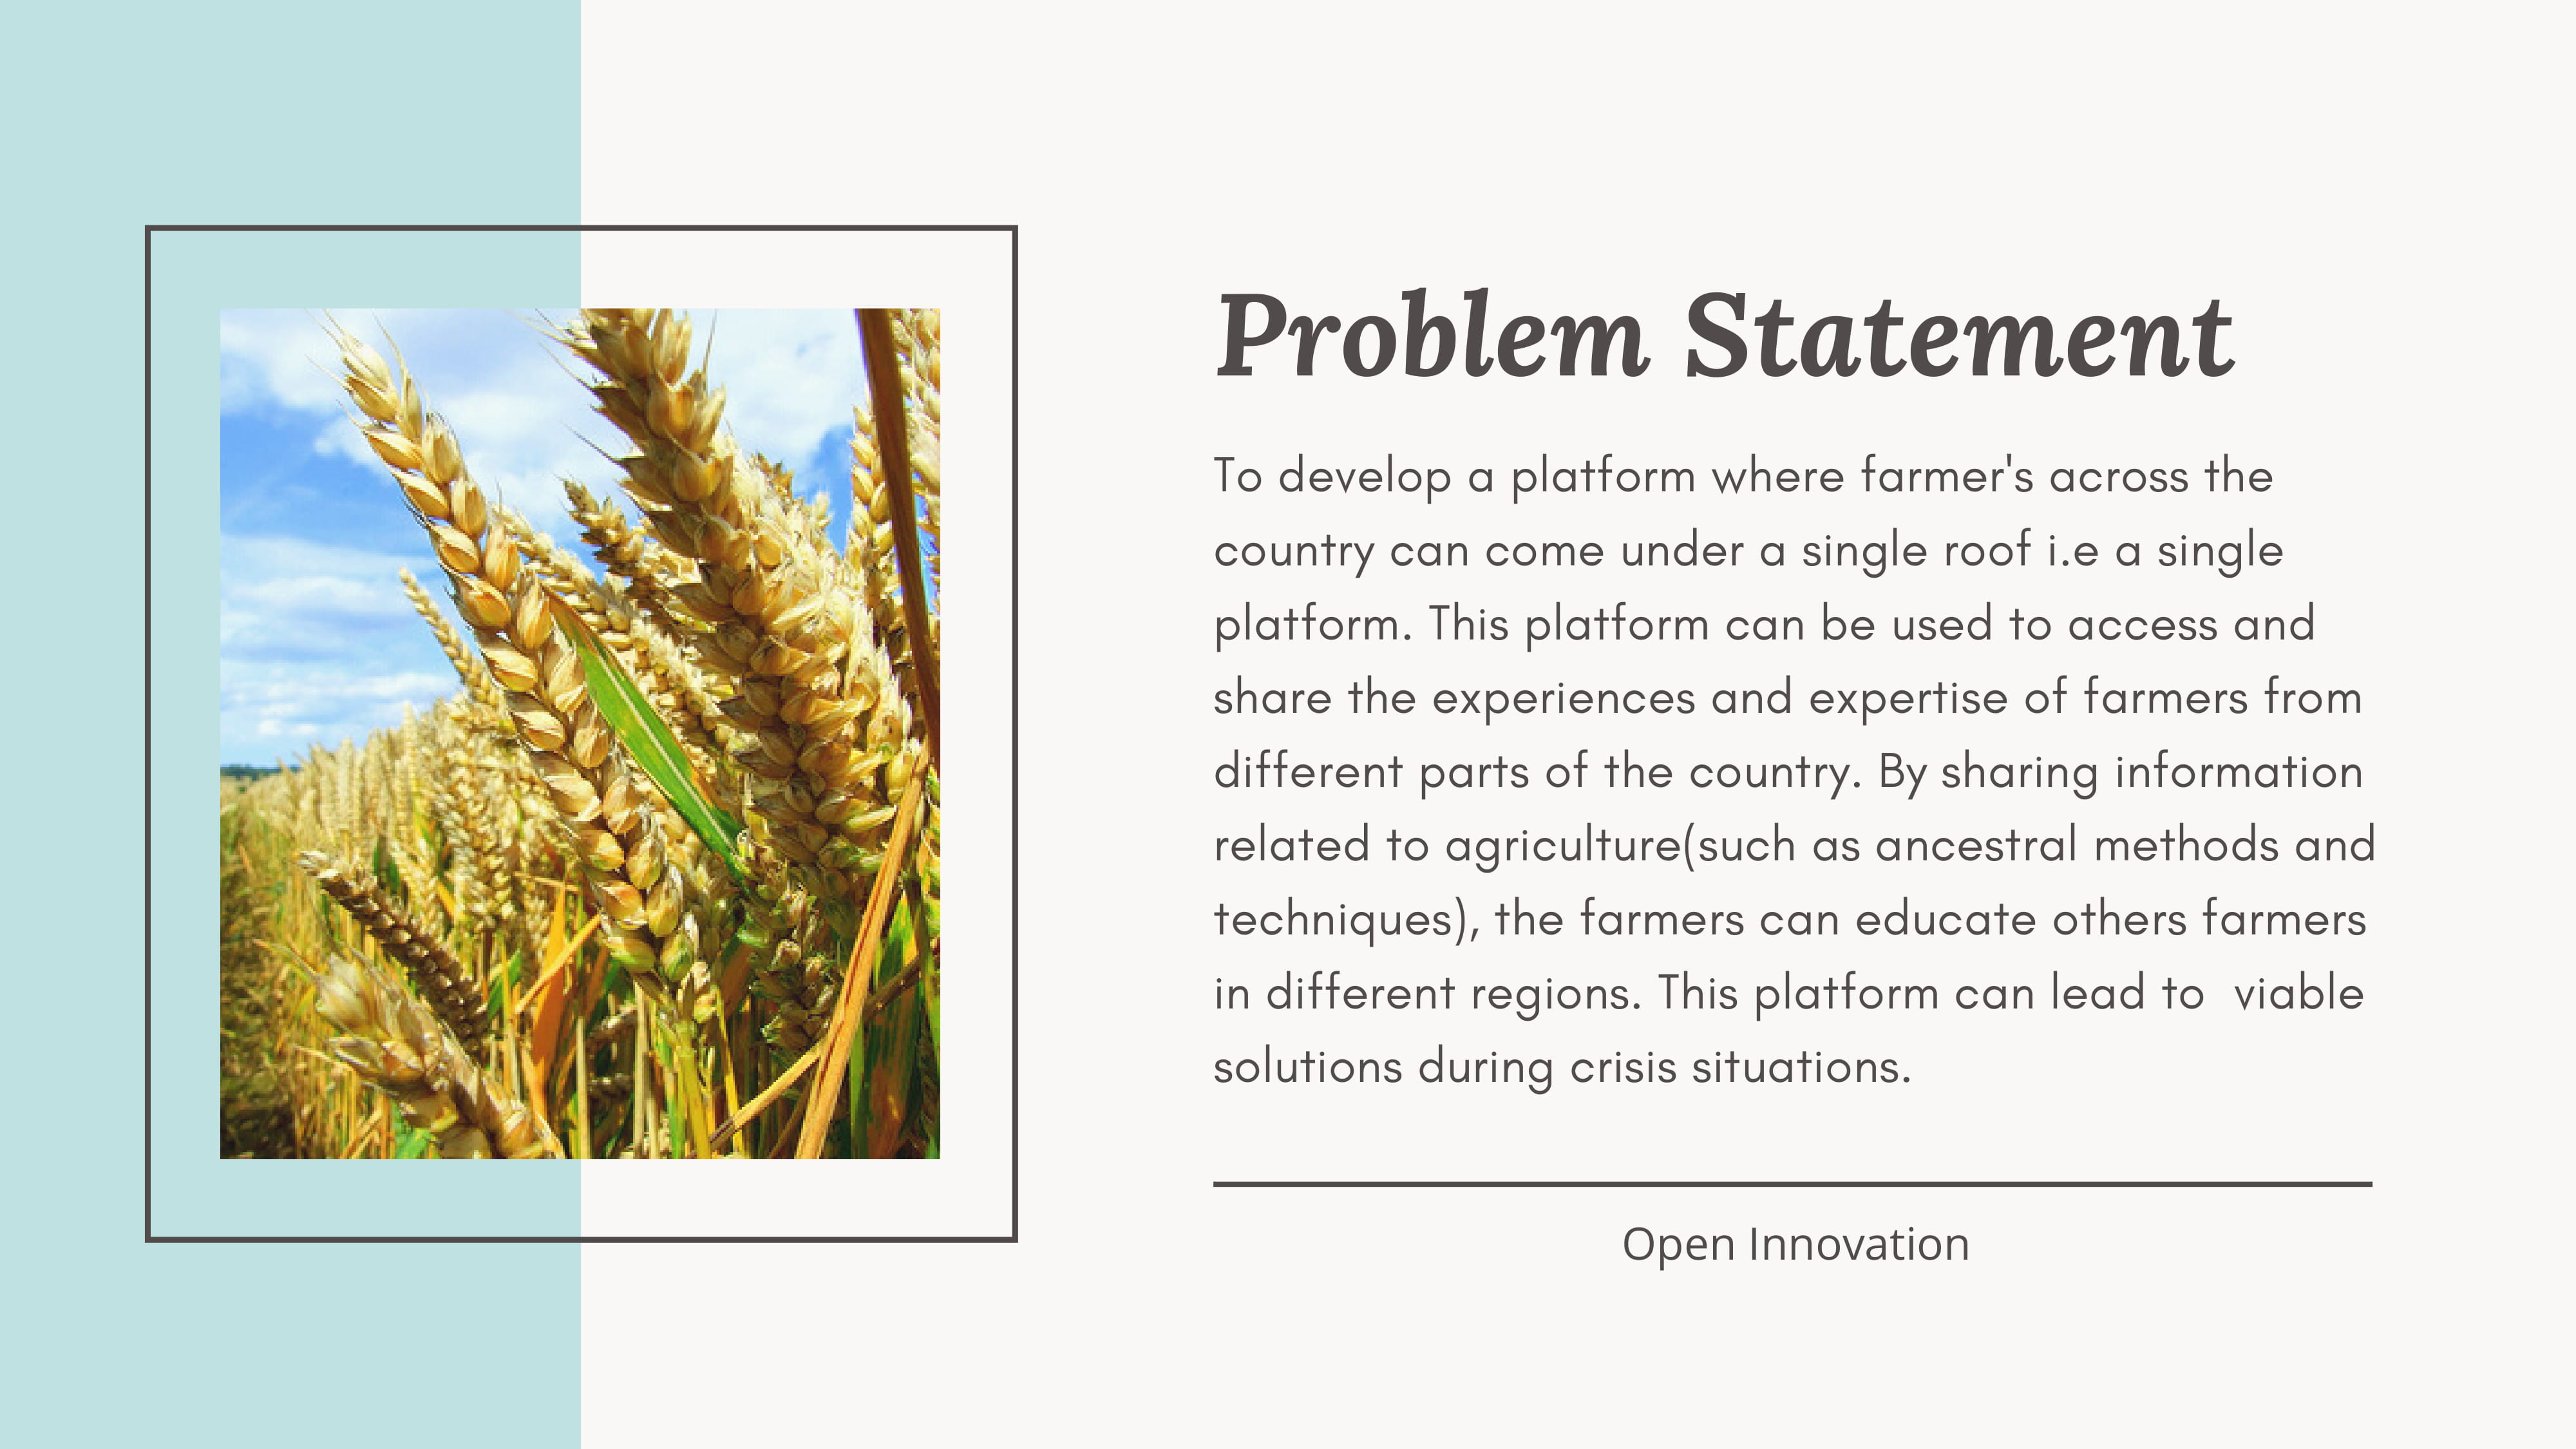 Problem Statement
To develop a platform where farmer's across the
country can come under a single roof i.e a single
platform. This platform can be used to access and
share the experiences and expertise of farmers from
different parts of the country. By sharing information
related to agriculture(such as ancestral methods and
techniques), the farmers can educate others farmers
in different regions. This platform can lead to  viable
solutions during crisis situations.
Open Innovation